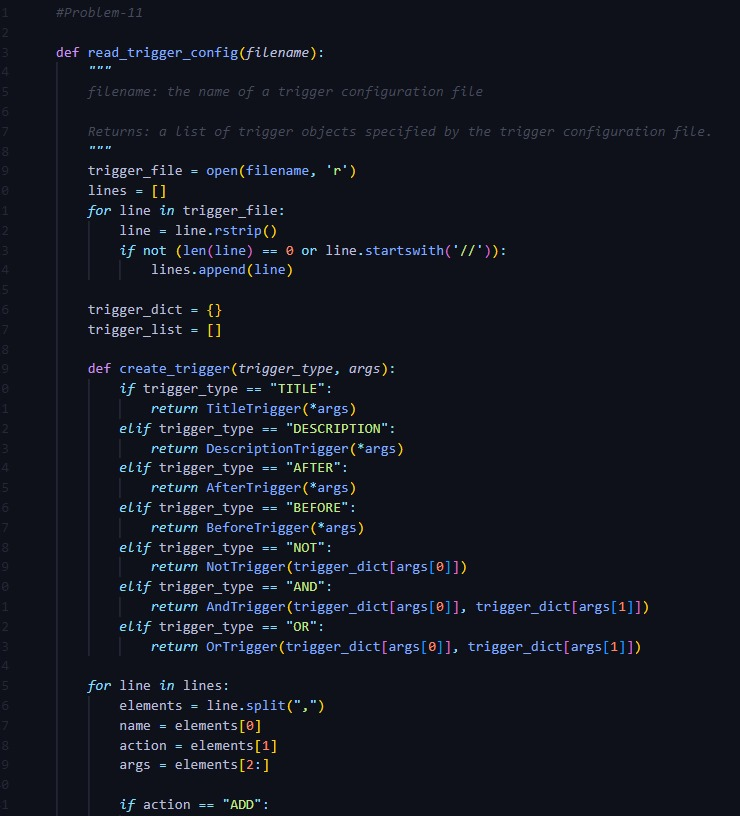 #Problem-11
def read_trigger_config(filename):
"""
filename: the name of a trigger configuration file
Returns: a list of trigger objects specified by the trigger configuration file.
"""
trigger_file = open(filename, 'r')
lines = []
for line in trigger_file:
line = line.rstrip()
if not (len(line) == 0 or line.startswith('//')):
lines.append(line)
trigger_dict = {}
trigger_list = []
def create_trigger(trigger_type, args):
if trigger_type == "TITLE":
return TitleTrigger(*args)
elif trigger_type == "DESCRIPTION":
return DescriptionTrigger(*args)
elif trigger_type == "AFTER":
return AfterTrigger(*args)
elif trigger_type == "BEFORE":
return BeforeTrigger(*args)
elif trigger_type == "NOT":
return NotTrigger(trigger_dict[args[0]])
elif trigger_type == "AND":
return AndTrigger(trigger_dict[args[0]], trigger_dict[args[1]])
elif trigger_type == "OR":
return OrTrigger(trigger_dict[args[0]], trigger_dict[args[1]])
for line in lines:
elements = line.split(",")
name = elements[0]
action = elements[1]
args = elements[2:]
if action == "ADD":